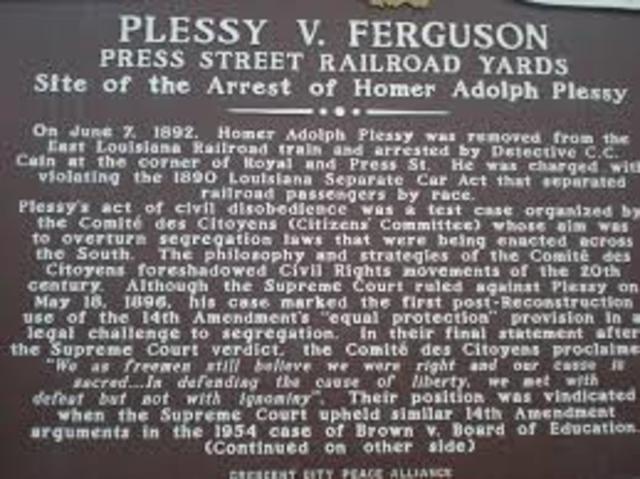 PLESSY V. FERGUSON
PRESS STREET RAILROAD YARDS
Site of the Arrest of Homer Adolph Plessy
On June 7, 1892, Homer Adolph Plessy was removed from the
East Louisiana Railroad train and arrested by Detective C.C.
Cain at the corner of Royal and Press St. He was charged with
violating the 1890 Louisiana Separate Car Act that separated
railroad passengers by race.
Plessy's act of civil disobedience was a test case organized by
the Comité des Citoyens (Citizens' Committee) whose aim was
to overturn segregation laws that were being enacted across
the South. The philosophy and strategies of the Comité des
Citoyens foreshadowed Civil Rights movements of the 20th
century. Although the Supreme Court ruled against Plessy on
May 18, 1896, his case marked the first post-Reconstruction
use of the 14th Amendment's "equal protection" provision in a
legal challenge to segregation. In their final statement after
the Supreme Court verdict, the Comité des Citoyens proclaime
"We as freemen still believe we were right and our cause is
sacred...In defending the cause of liberty, we met with
defeat but not with ignominy". Their position was vindicated
when the Supreme Court upheld similar 14th Amendment
arguments in the 1954 case of Brown v. Board of Education.
(Continued on other side)
CRESCENT CITY PEACE ALLIANCE